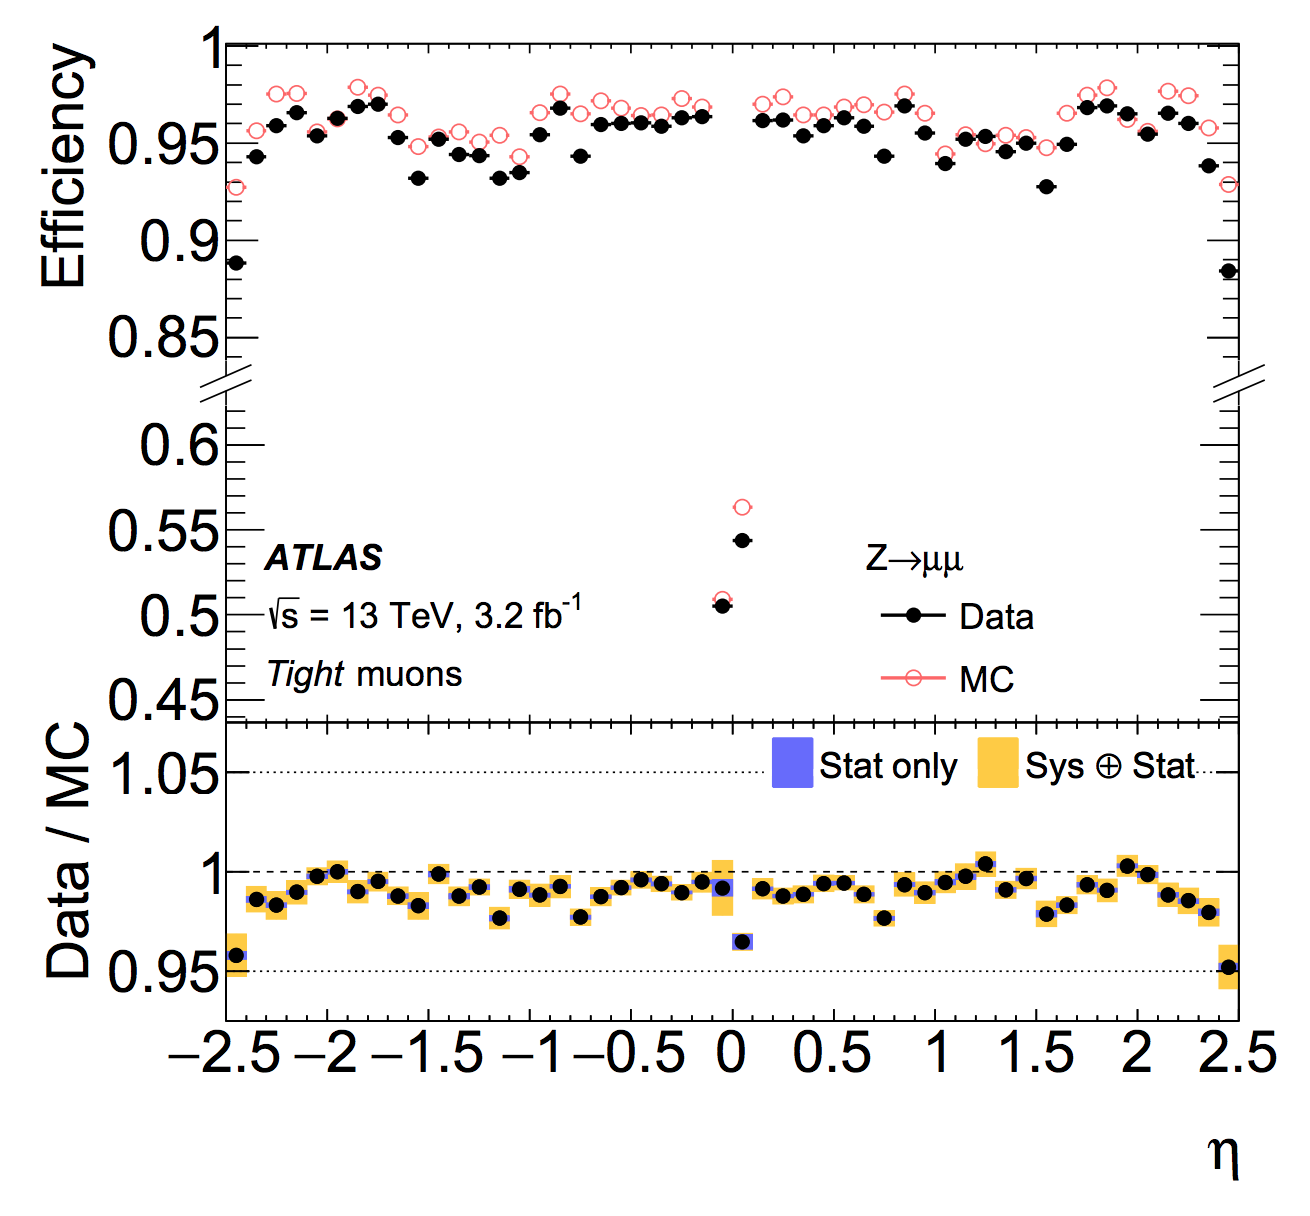 Efficiency
1
0.95
0.9
0.85
0.6
0.55
0.5
0.45
ATLAS
√s = 13 TeV, 3.2 fb⁻¹
Tight muons
Z→μμ
Data
MC
Data / MC
1.05
1
0.95
Stat only
Sys ⊕ Stat
−2.5 −2 −1.5 −1 −0.5 0 0.5 1 1.5 2 2.5
η